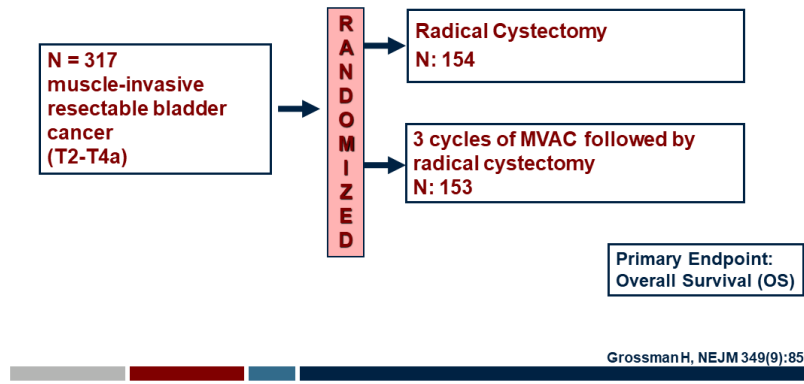 N = 317
muscle-invasive
resectable bladder
cancer
(T2-T4a)
RANDOMIZED
Radical Cystectomy
N: 154
3 cycles of MVAC followed by
radical cystectomy
N: 153
Primary Endpoint:
Overall Survival (OS)
Grossman H, NEJM 349(9):85